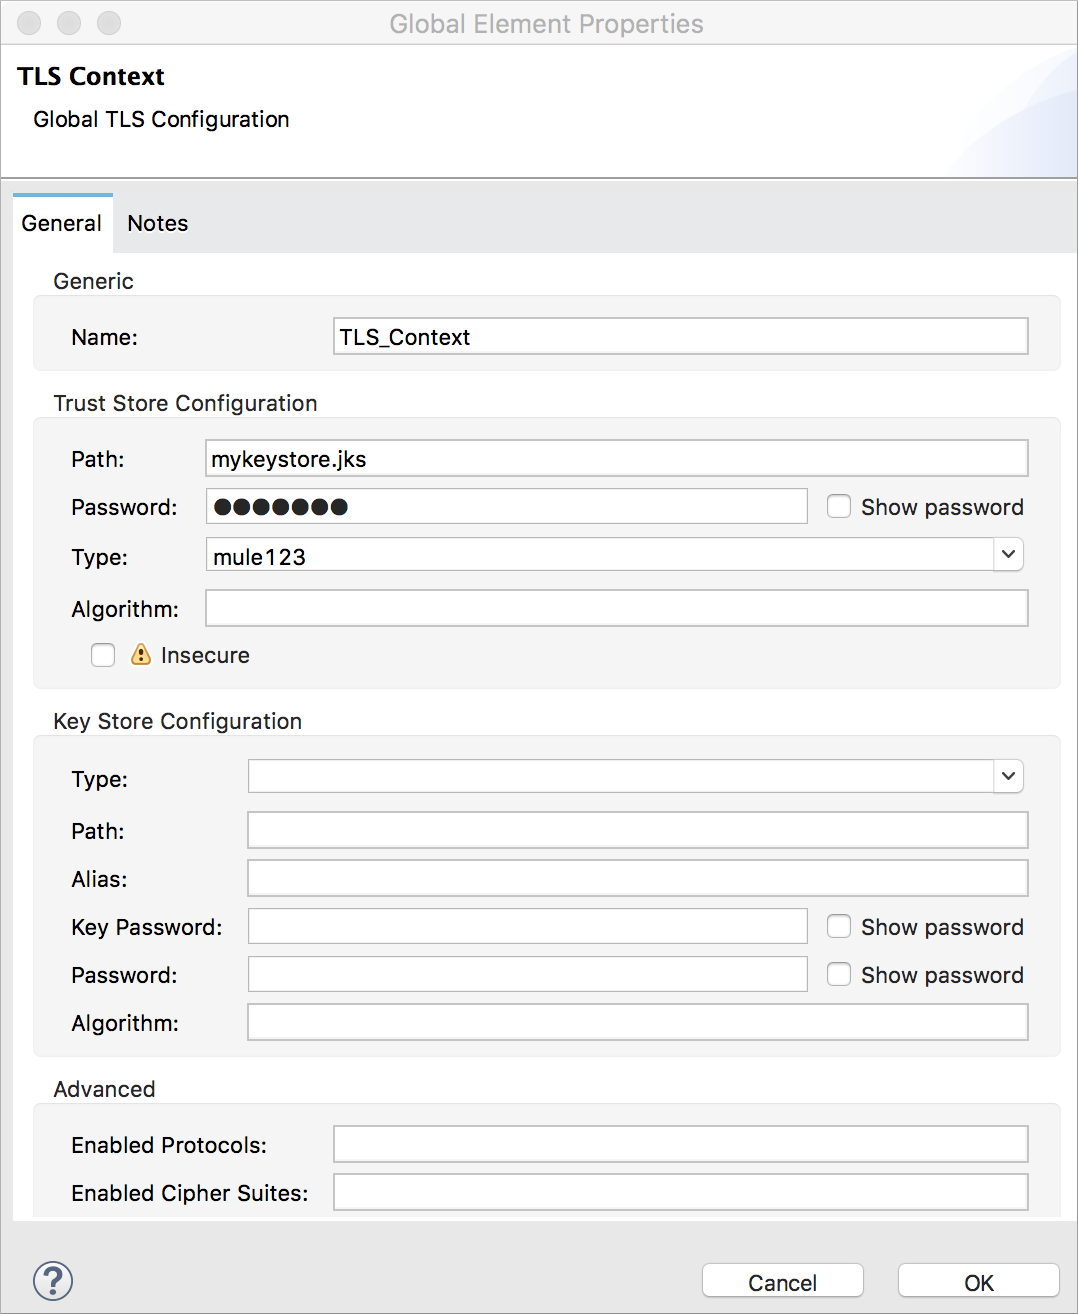 Global Element Properties
TLS Context
Global TLS Configuration
General Notes
Generic
Name: TLS_Context
Trust Store Configuration
Path: mykeystore.jks
Password: ●●●●●●● Show password
Type: mule123
Algorithm:
Insecure
Key Store Configuration
Type:
Path:
Alias:
Key Password: Show password
Password: Show password
Algorithm:
Advanced
Enabled Protocols:
Enabled Cipher Suites:
? Cancel OK